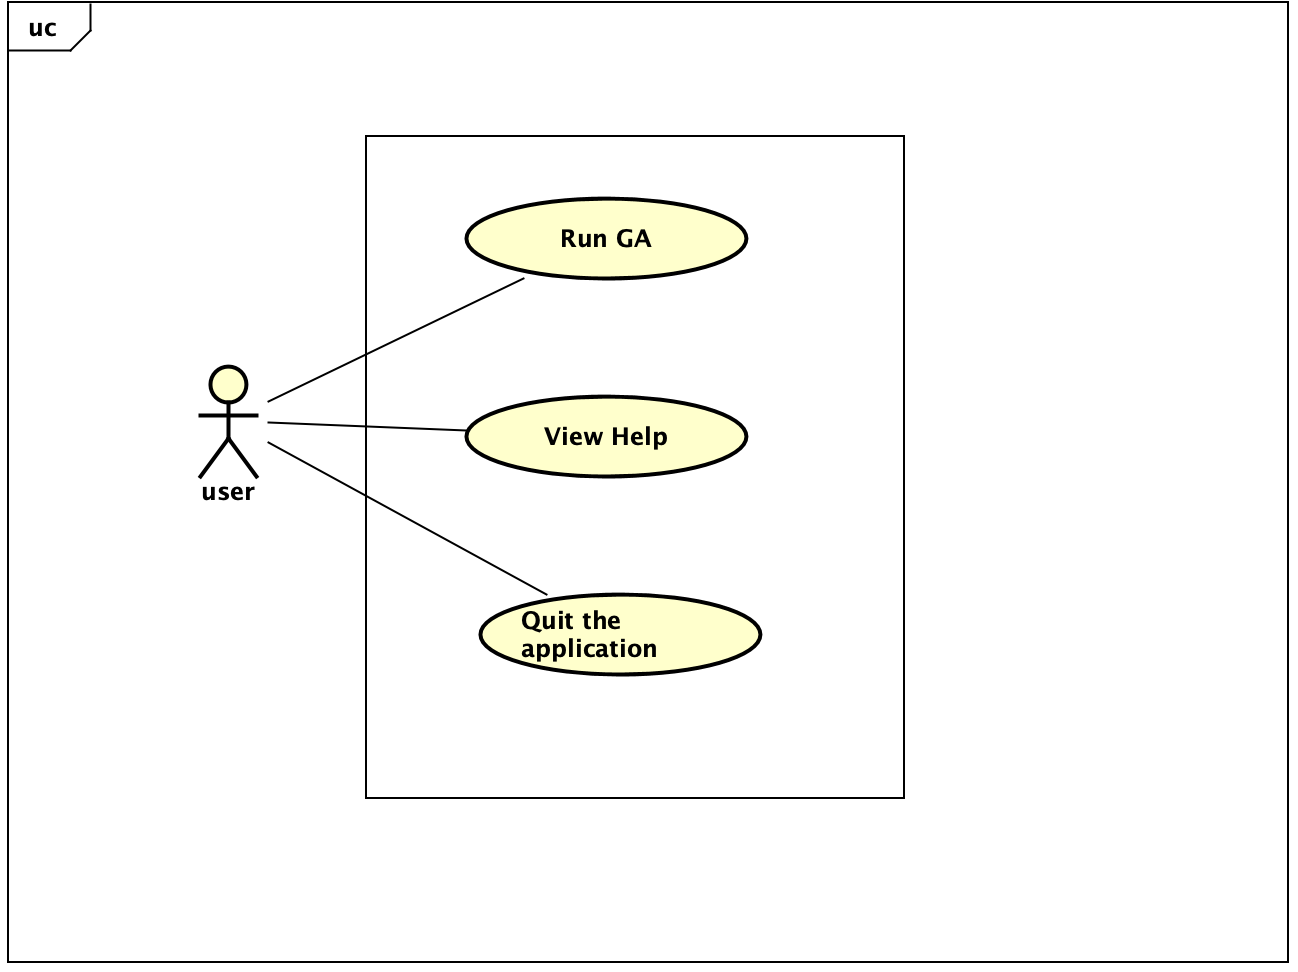 uc
Run GA
View Help
user
Quit the
application